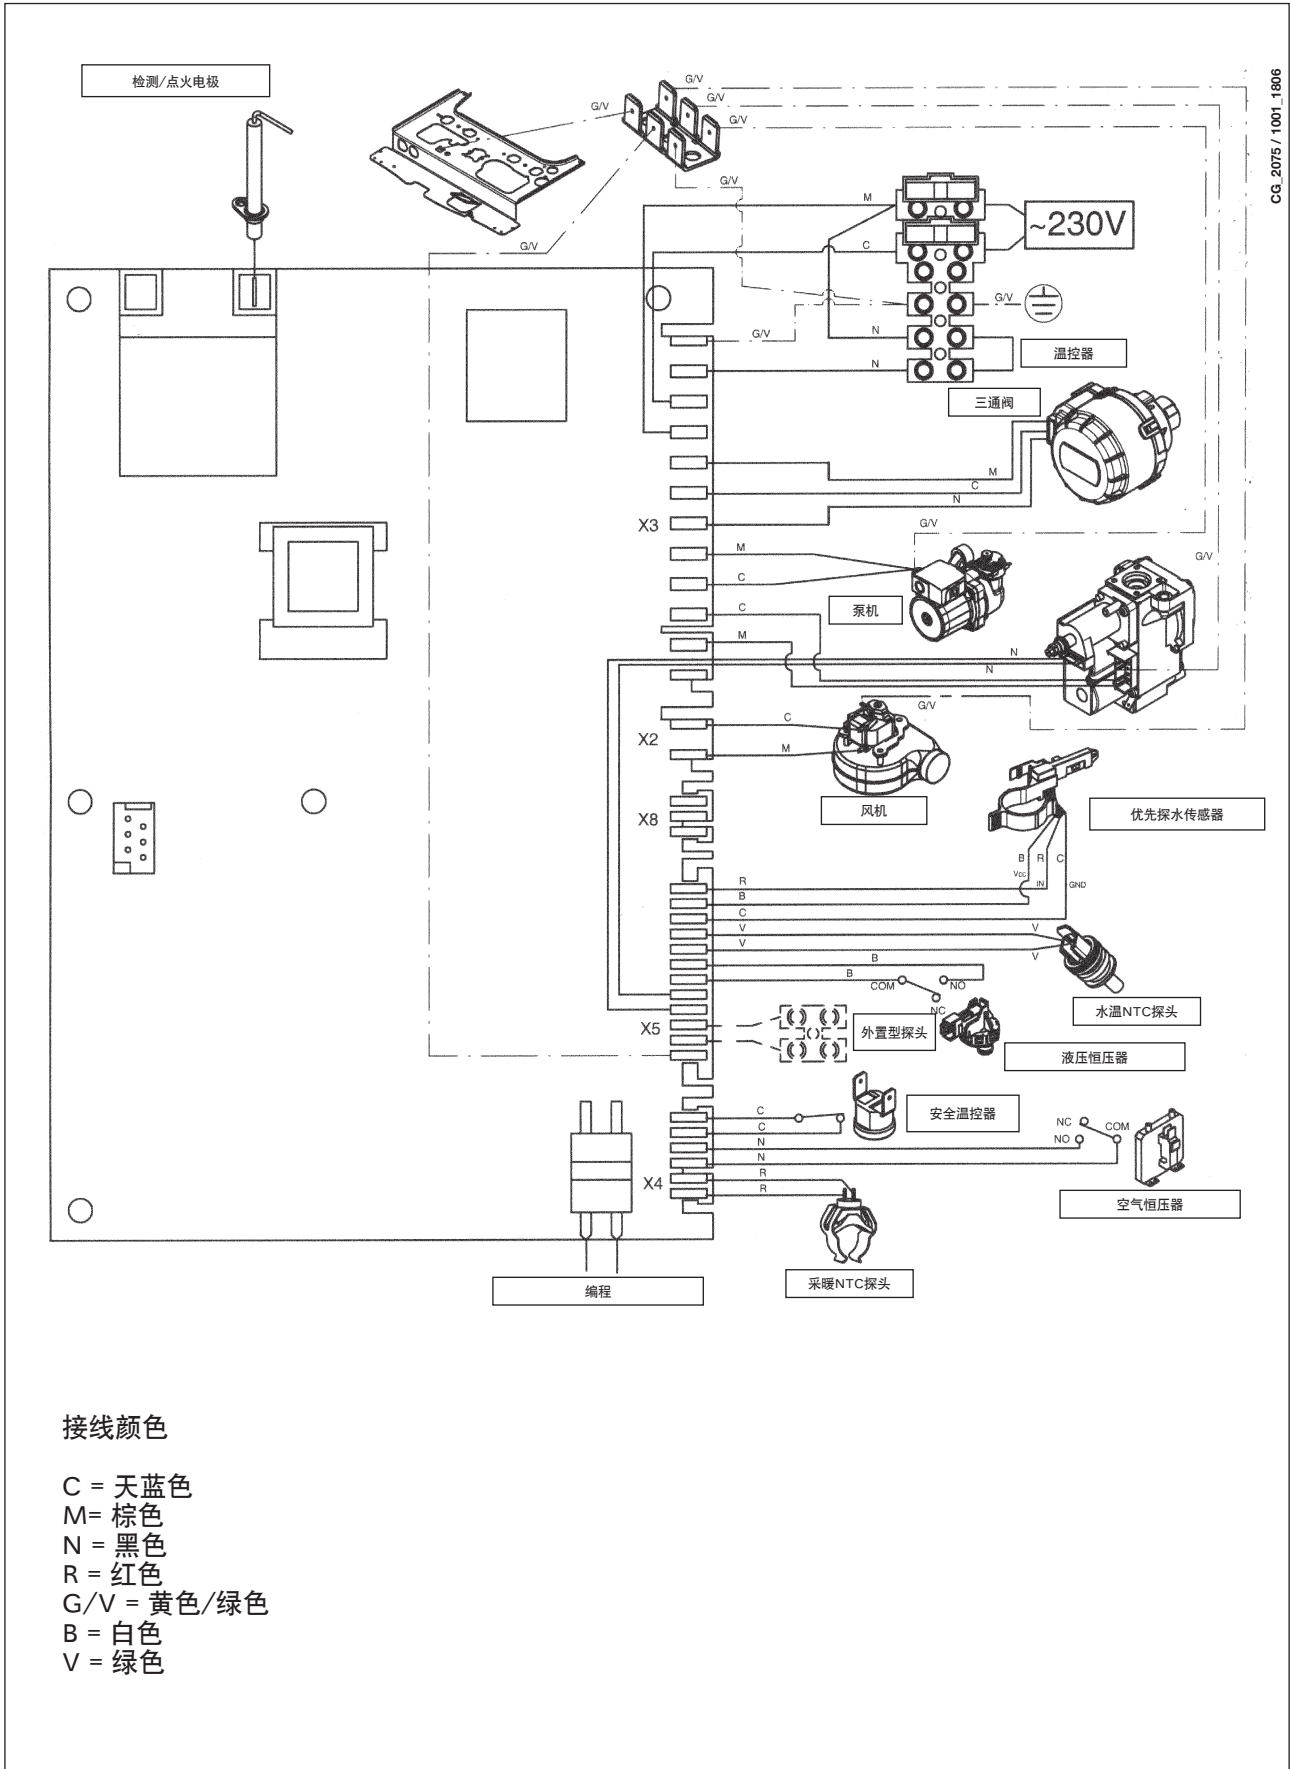 检测/点火电极
G/V
G/V
G/V
G/V
G/V
CG_2075 / 1001_1806
M
~230V
C
G/V
G/V
G/V
N
温控器
N
三通阀
M
C
N
X3
G/V
M
G/V
C
泵机
C
M
N
N
G/V
C
X2
M
风机
X8
优先探水传感器
B
R
C
Vcc
IN
GND
R
B
C
V
V
V
V
B
B
COM
NO
NC
水温NTC探头
X5
外置型探头
液压恒压器
C
安全温控器
C
NC
COM
N
NO
N
R
X4
R
空气恒压器
采暖NTC探头
编程
接线颜色
C = 天蓝色
M= 棕色
N = 黑色
R = 红色
G/V = 黄色/绿色
B = 白色
V = 绿色